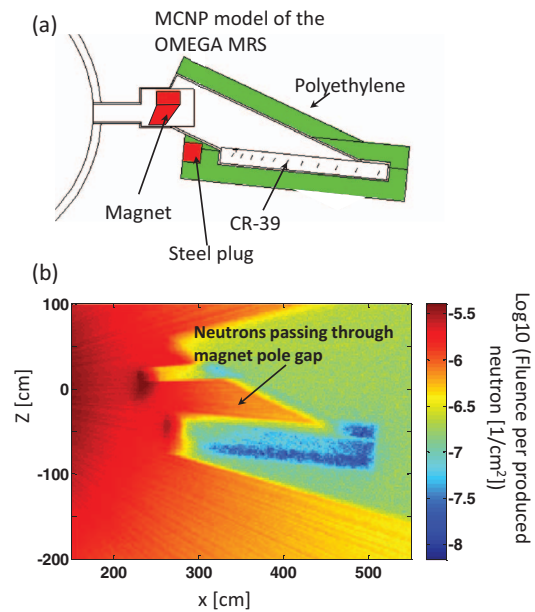 (a)
MCNP model of the
OMEGA MRS
Polyethylene
Magnet
CR-39
Steel plug
(b)
100
0
-100
-200
Z [cm]
200
300
400
500
x [cm]
Neutrons passing through
magnet pole gap
-5.5
-6
-6.5
-7
-7.5
-8
Log10 (Fluence per produced
neutron [1/cm²])